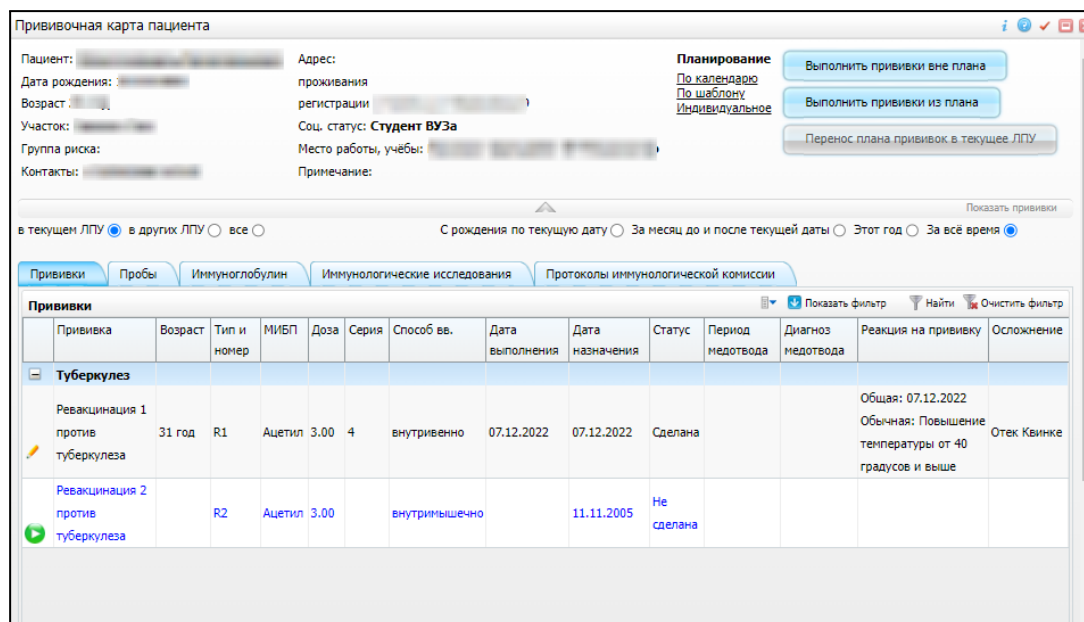 Прививочная карта пациента
Пациент:
Дата рождения:
Возраст
Участок:
Группа риска:
Контакты:
Адрес:
проживания
регистрации
Соц. статус: Студент ВУЗа
Место работы, учёбы:
Примечание:
Планирование
По календарю
По шаблону
Индивидуальное
Выполнить прививки вне плана
Выполнить прививки из плана
Перенос плана прививок в текущее ЛПУ
Показать прививки
в текущем ЛПУ в других ЛПУ все
С рождения по текущую дату За месяц до и после текущей даты Этот год За всё время
Прививки Пробы Иммуноглобулин Иммунологические исследования Протоколы иммунологической комиссии
Прививки Показать фильтр Найти Очистить фильтр
Прививка Возраст Тип и номер МИБП Доза Серия Способ вв. Дата выполнения Дата назначения Статус Период медотвода Диагноз медотвода Реакция на прививку Осложнение
Туберкулез
Ревакцинация 1 против туберкулеза 31 год R1 Ацетил 3.00 4 внутривенно 07.12.2022 07.12.2022 Сделана Общая: 07.12.2022 Обычная: Повышение температуры от 40 градусов и выше Отек Квинке
Ревакцинация 2 против туберкулеза R2 Ацетил 3.00 внутримышечно 11.11.2005 Не сделана